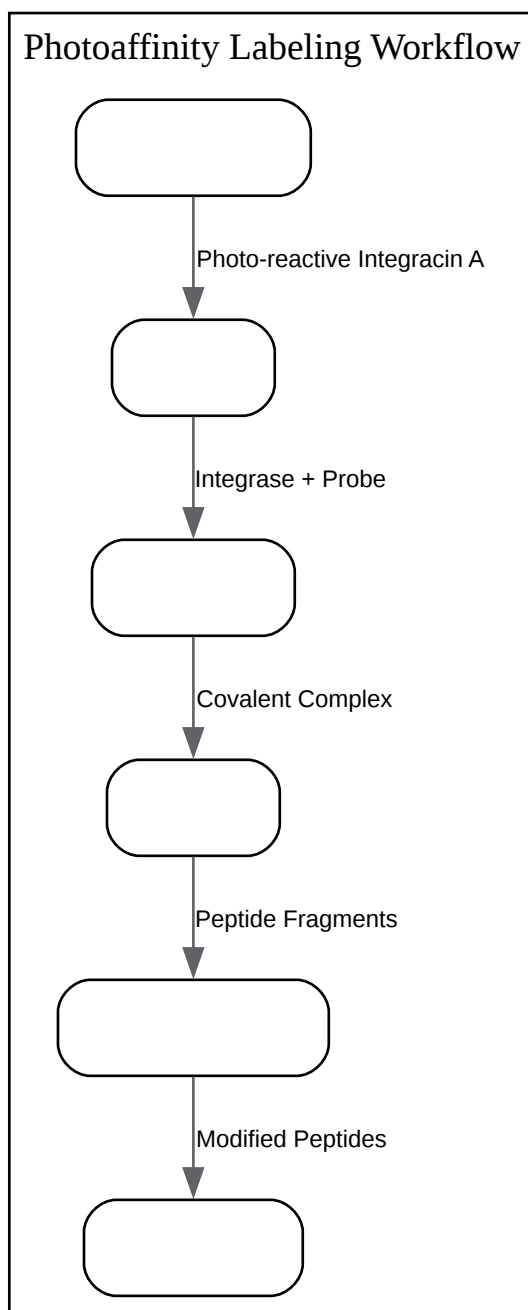 Photoaffinity Labeling Workflow
Photo-reactive Integracin A
Integrase + Probe
Covalent Complex
Peptide Fragments
Modified Peptides